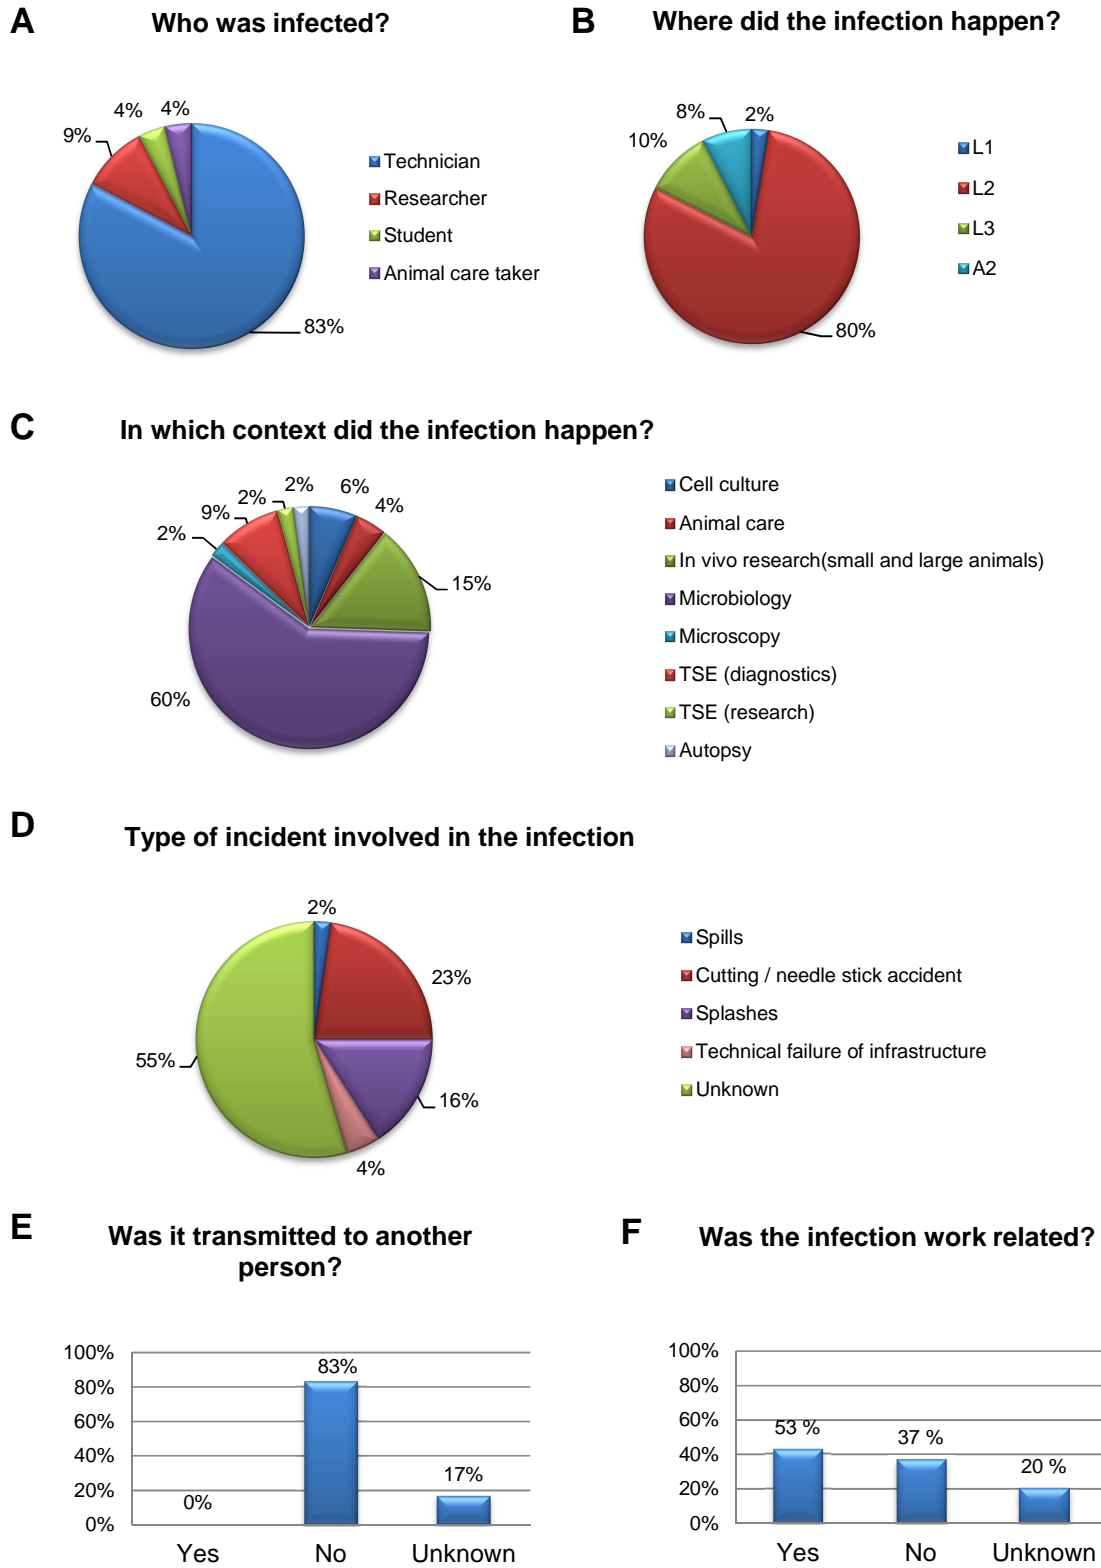 A
Who was infected?
4%
4%
9%
83%
Technician
Researcher
Student
Animal care taker
B
Where did the infection happen?
8%
2%
10%
80%
L1
L2
L3
A2
C
In which context did the infection happen?
2%
2%
6%
4%
9%
2%
15%
60%
Cell culture
Animal care
In vivo research(small and large animals)
Microbiology
Microscopy
TSE (diagnostics)
TSE (research)
Autopsy
D
Type of incident involved in the infection
2%
23%
55%
16%
4%
Spills
Cutting / needle stick accident
Splashes
Technical failure of infrastructure
Unknown
E
Was it transmitted to another
person?
100%
80%
60%
40%
20%
0%
0%
83%
17%
Yes
No
Unknown
F
Was the infection work related?
100%
80%
60%
40%
20%
0%
53 %
37 %
20 %
Yes
No
Unknown